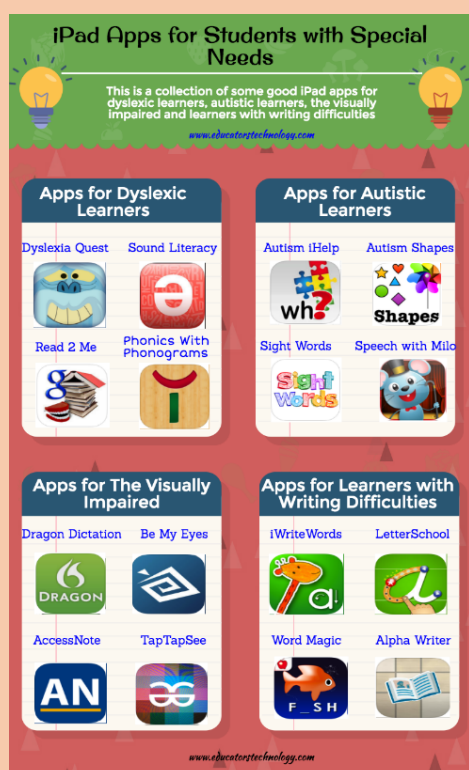 iPad Apps for Students with Special
Needs
This is a collection of some good iPad apps for
dyslexic learners, autistic learners, the visually
impaired and learners with writing difficulties
www.educatorstechnology.com
Apps for Dyslexic
Learners
Dyslexia Quest
Sound Literacy
ə
Read 2 Me
Phonics With
Phonograms
g
Apps for Autistic
Learners
Autism iHelp
Autism Shapes
wh?
Shapes
Sight Words
Speech with Milo
Sight
Words
Apps for The Visually
Impaired
Dragon Dictation
Be My Eyes
DRAGON
AccessNote
TapTapSee
AN
Apps for Learners with
Writing Difficulties
iWriteWords
LetterSchool
a
a
Word Magic
Alpha Writer
F_SH
www.educatorstechnology.com